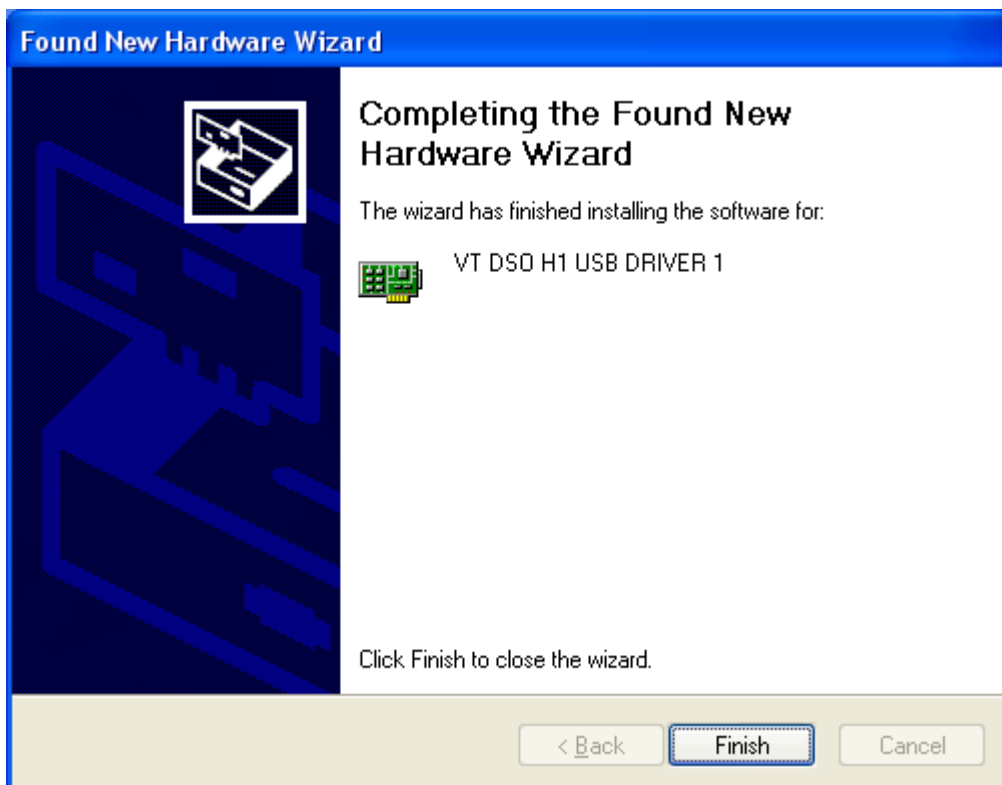 Found New Hardware Wizard
Completing the Found New
Hardware Wizard
The wizard has finished installing the software for:
VT DSO H1 USB DRIVER 1
Click Finish to close the wizard.
< Back
Finish
Cancel